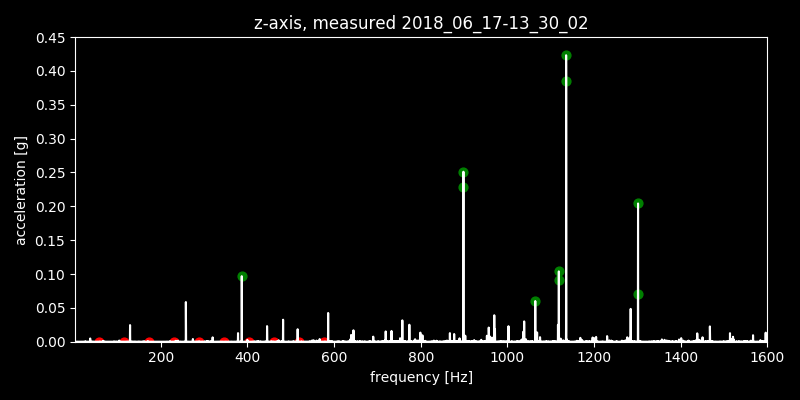 z-axis, measured 2018_06_17-13_30_02
0.45
0.40
0.35
0.30
0.25
0.20
0.15
0.10
0.05
0.00
acceleration [g]
200 400 600 800 1000 1200 1400 1600
frequency [Hz]